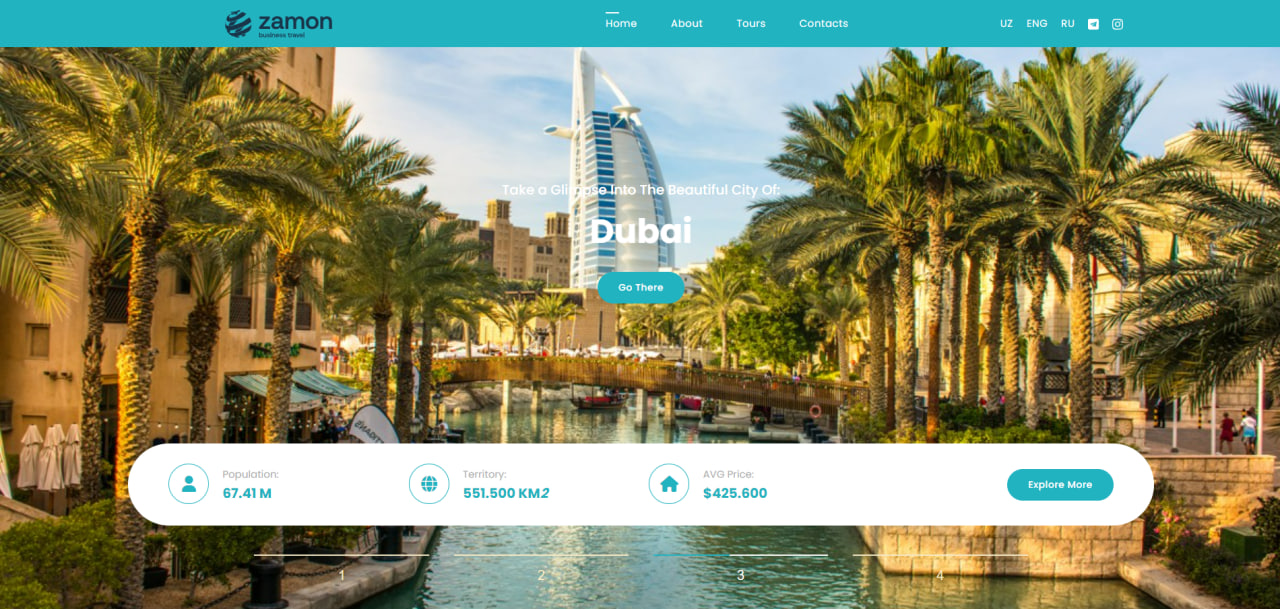 zamon
business travel
Home
About
Tours
Contacts
UZ
ENG
RU
Take a Glimpse Into The Beautiful City Of:
Dubai
Go There
Population:
67.41 M
Territory:
551.500 KM2
AVG Price:
$425.600
Explore More
1
2
3
4